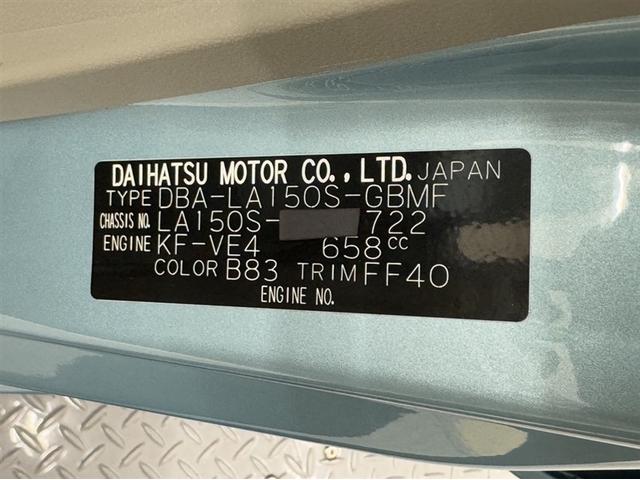 DAIHATSU MOTOR CO., LTD. JAPAN
TYPE DBA-LA150S-GBMF
CHASSIS NO. LA150S- 722
ENGINE KF-VE4 658cc
COLOR B83 TRIM FF40
ENGINE NO.